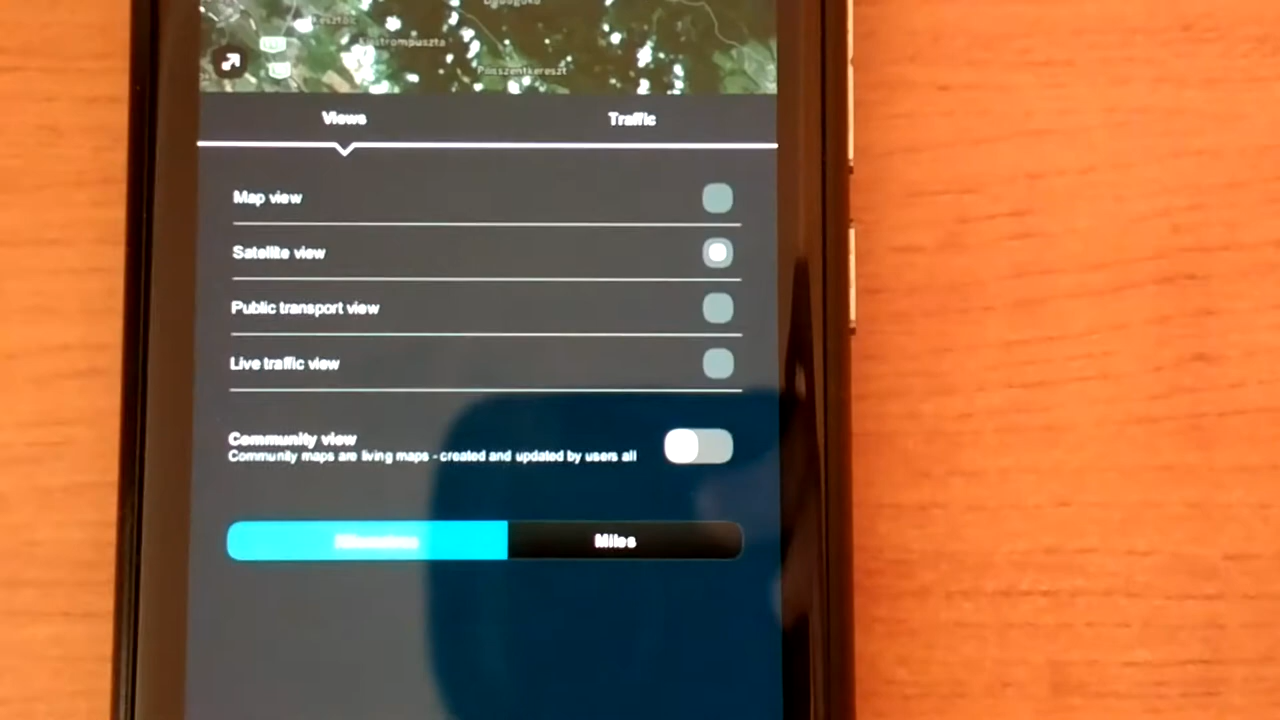 Pilisszentkereszt
Views
Traffic
Map view
Satellite view
Public transport view
Live traffic view
Community view
Community maps are living maps - created and updated by users all
Miles